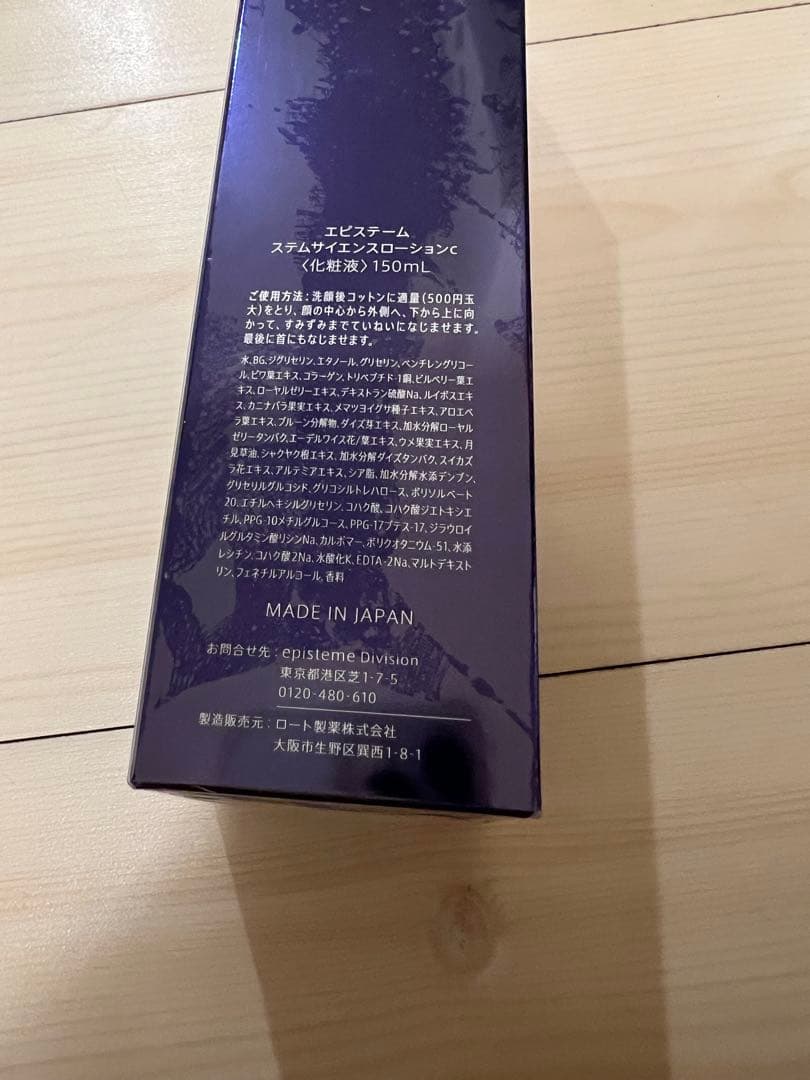 エピステーム
ステムサイエンスローションc
〈化粧液〉150mL
ご使用方法:洗顔後コットンに適量(500円玉
大)をとり、顔の中心から外側へ、下から上に向
かって、すみずみまでていねいになじませます。
最後に首にもなじませます。
水、BG、ジグリセリン、エタノール、グリセリン、ペンチレングリコー
ル、ビワ葉エキス、コラーゲン、トリペプチド-1銅、ビルベリー葉エ
キス、ローヤルゼリーエキス、デキストラン硫酸Na、ルイボスエキ
ス、カニナバラ果実エキス、メマツヨイグサ種子エキス、アロエベ
ラ葉エキス、プルーン分解物、ダイズ芽エキス、加水分解ローヤル
ゼリータンパク、エーデルワイス花/葉エキス、ウメ果実エキス、月
見草油、シャクヤク根エキス、加水分解ダイズタンパク、スイカズ
ラ花エキス、アルテミアエキス、シア脂、加水分解水添デンプン、
グリセリルグルコシド、グリコシルトレハロース、ポリソルベート
20、エチルヘキシルグリセリン、コハク酸、コハク酸ジエトキシエ
チル、PPG-10メチルグルコース、PPG-17ブテス-17、ジラウロイ
ルグルタミン酸リシンNa、カルボマー、ポリクオタニウム-51、水添
レシチン、コハク酸2Na、水酸化K、EDTA-2Na、マルトデキスト
リン、フェネチルアルコール、香料
MADE IN JAPAN
お問合せ先:episteme Division
東京都港区芝1-7-5
0120-480-610
製造販売元:ロート製薬株式会社
大阪市生野区巽西1-8-1